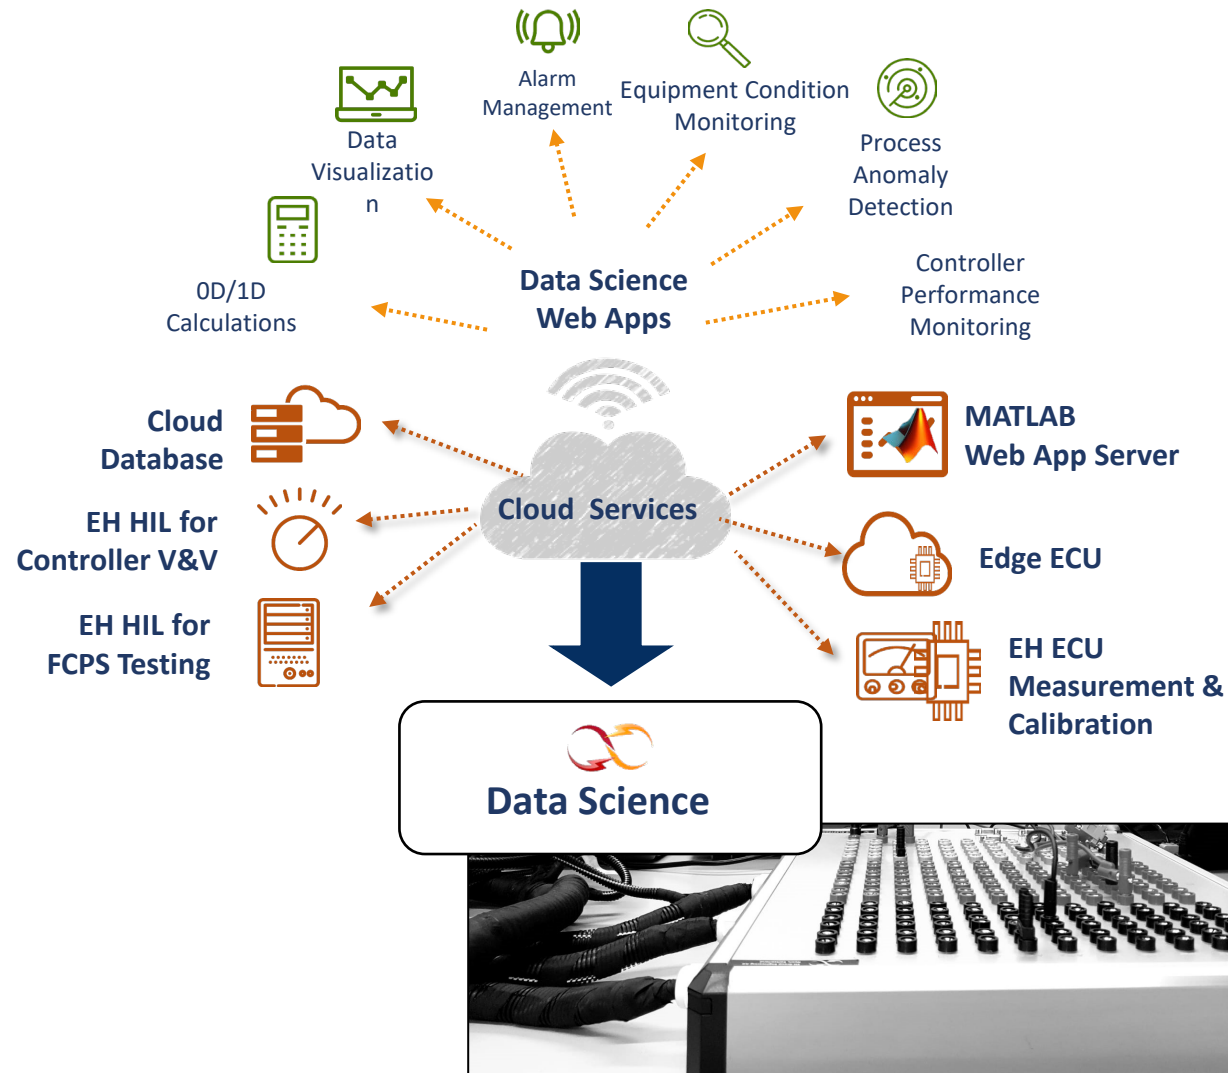 Alarm
Management
Equipment Condition
Monitoring
Data
Visualizatio
n
Process
Anomaly
Detection
0D/1D
Calculations
Data Science
Web Apps
Controller
Performance
Monitoring
Cloud
Database
MATLAB
Web App Server
EH HIL for
Controller V&V
Cloud Services
Edge ECU
EH HIL for
FCPS Testing
EH ECU
Measurement &
Calibration
Data Science